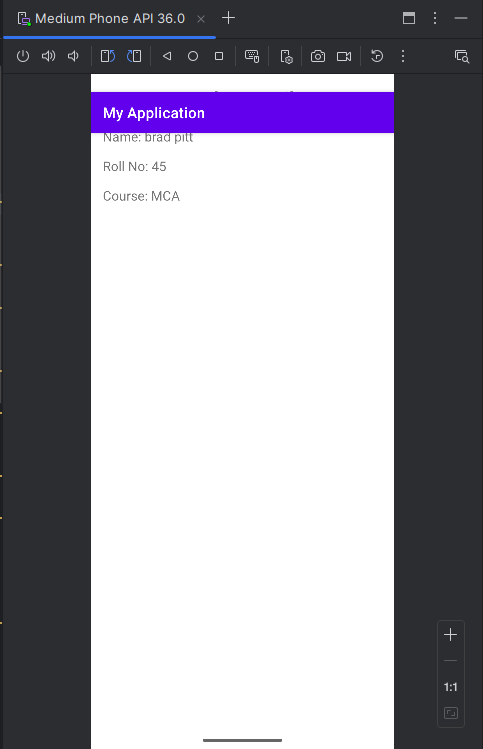 Medium Phone API 36.0
My Application
Name: brad pitt
Roll No: 45
Course: MCA
1:1